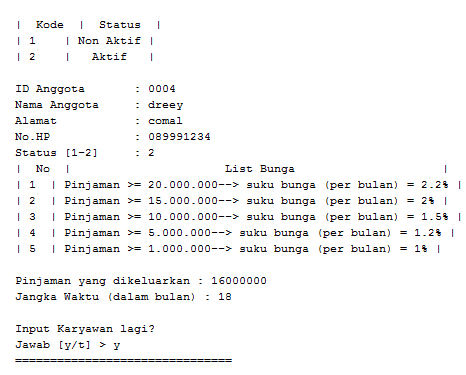 |  Kode  |  Status  |
| 1    | Non Aktif |
| 2    |   Aktif   |
ID Anggota       : 0004
Nama Anggota     : dreey
Alamat           : comal
No.HP            : 089991234
Status [1-2]     : 2
|  No  |                       List Bunga                      |
| 1  | Pinjaman >= 20.000.000--> suku bunga (per bulan) = 2.2% |
| 2  | Pinjaman >= 15.000.000--> suku bunga (per bulan) = 2% |
| 3  | Pinjaman >= 10.000.000--> suku bunga (per bulan) = 1.5% |
| 4  | Pinjaman >= 5.000.000--> suku bunga (per bulan) = 1.2% |
| 5  | Pinjaman >= 1.000.000--> suku bunga (per bulan) = 1% |
Pinjaman yang dikeluarkan : 16000000
Jangka Waktu (dalam bulan) : 18
Input Karyawan lagi?
Jawab [y/t] > y
================================